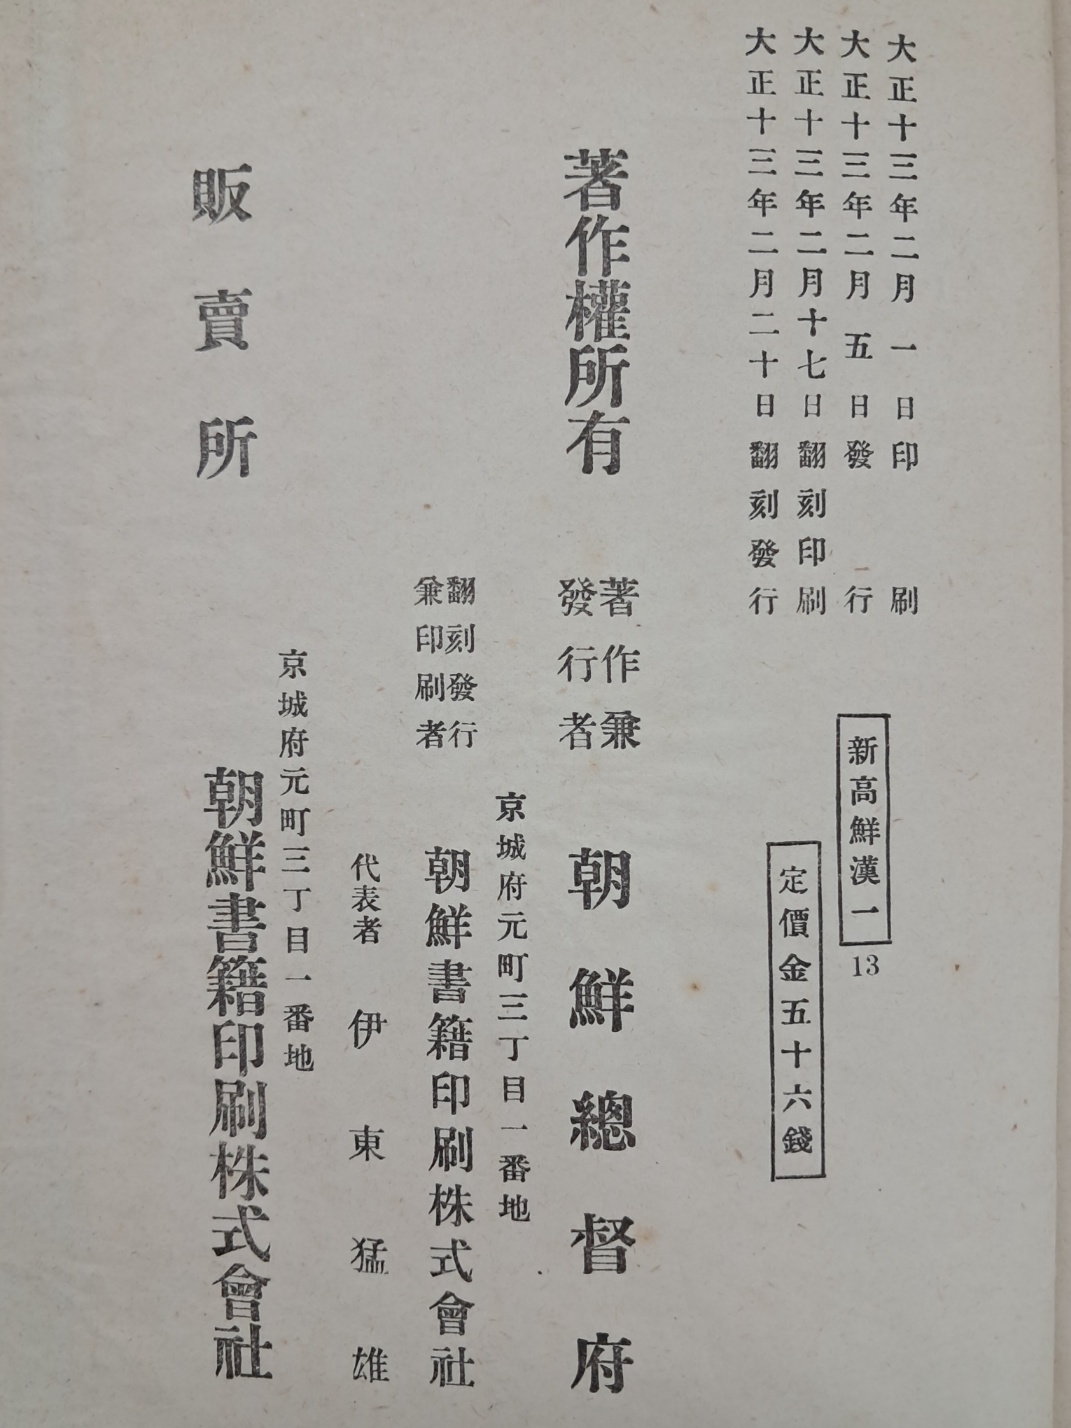 大正十三年二月一日印刷
大正十三年二月五日發行
大正十三年二月十七日翻刻印刷
大正十三年二月二十日翻刻發行
新高鮮漢一
13
定價金五十六錢
著作權所有
著作兼
發行者
朝鮮總督府
京城府元町三丁目一番地
翻刻發行
兼印刷者
朝鮮書籍印刷株式會社
代表者 伊東猛雄
京城府元町三丁目一番地
販賣所
朝鮮書籍印刷株式會社